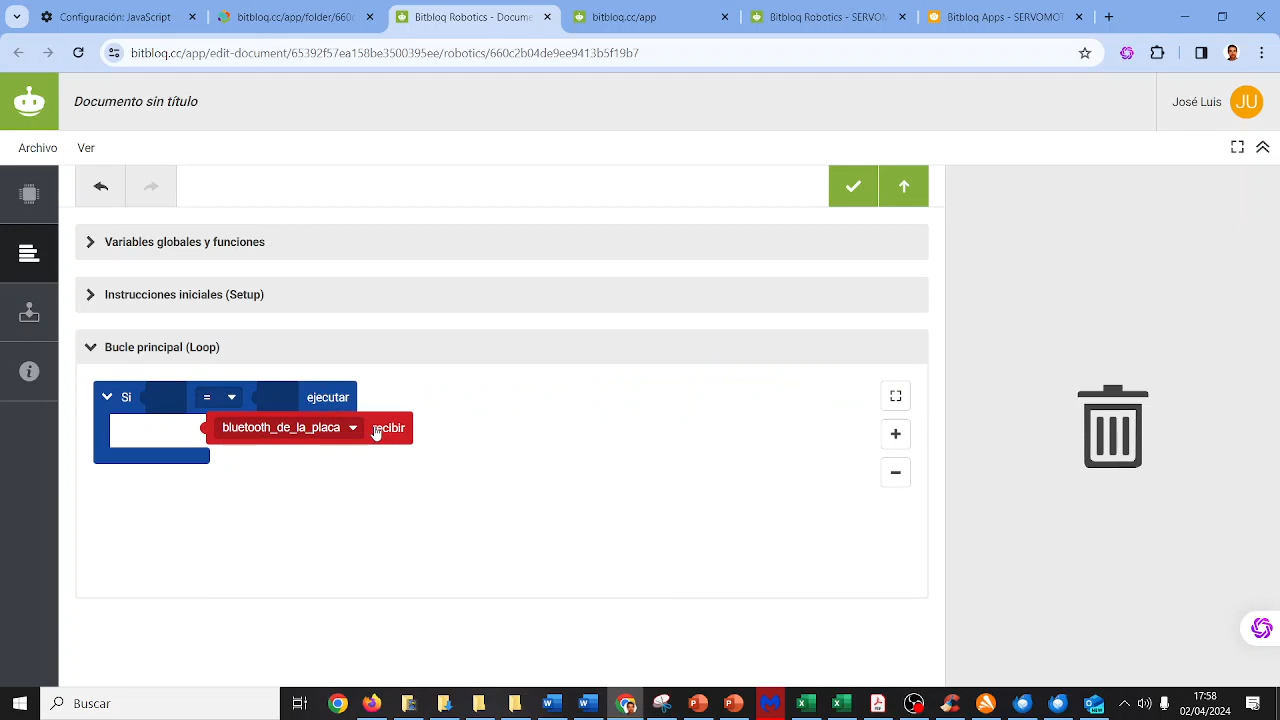 Configuración JavaScript
bitbloq.cc/app/folder/660c
Bitbloq Robotics - Docume
bitbloq.cc/app
Bitbloq Robotics - SERVOM
Bitbloq Apps - SERVOMOT
bitbloq.cc/app/edit-document/65392f57ea158be3500395ee/robotics/660c2b04de9ee9413b5f19b7
Documento sin título
José Luis
JU
Archivo
Ver
Variables globales y funciones
Instrucciones iniciales (Setup)
Bucle principal (Loop)
Si = ejecutar
bluetooth_de_la_placa recibir
Buscar
17:58
02/04/2024